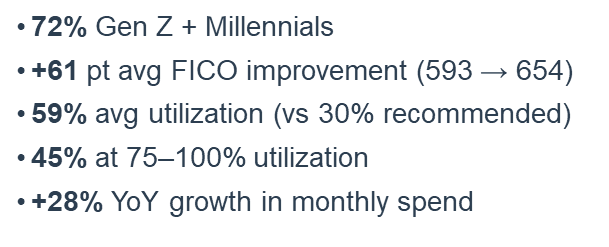 • 72% Gen Z + Millennials
• +61 pt avg FICO improvement (593 → 654)
• 59% avg utilization (vs 30% recommended)
• 45% at 75–100% utilization
• +28% YoY growth in monthly spend